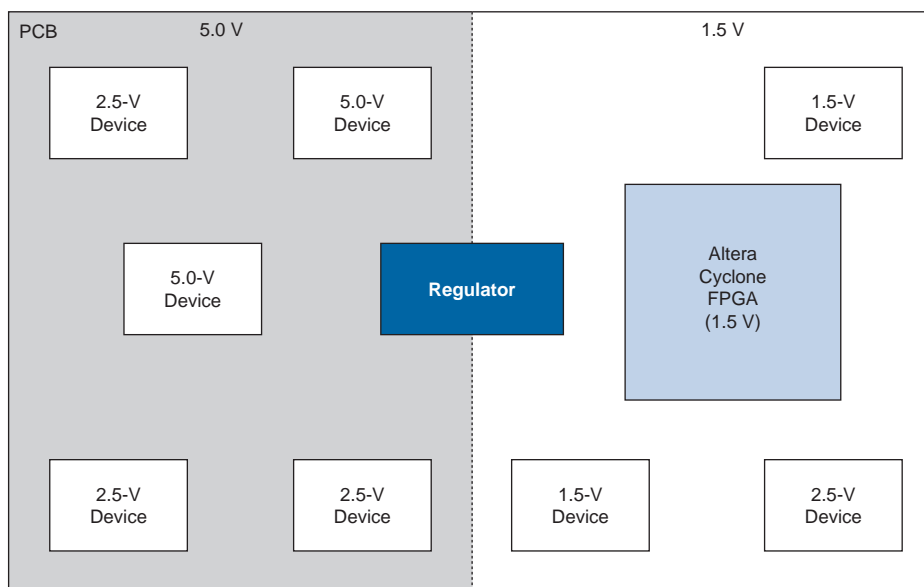 PCB
5.0 V
1.5 V
2.5-V
Device
5.0-V
Device
1.5-V
Device
5.0-V
Device
Regulator
Altera
Cyclone
FPGA
(1.5 V)
2.5-V
Device
2.5-V
Device
1.5-V
Device
2.5-V
Device